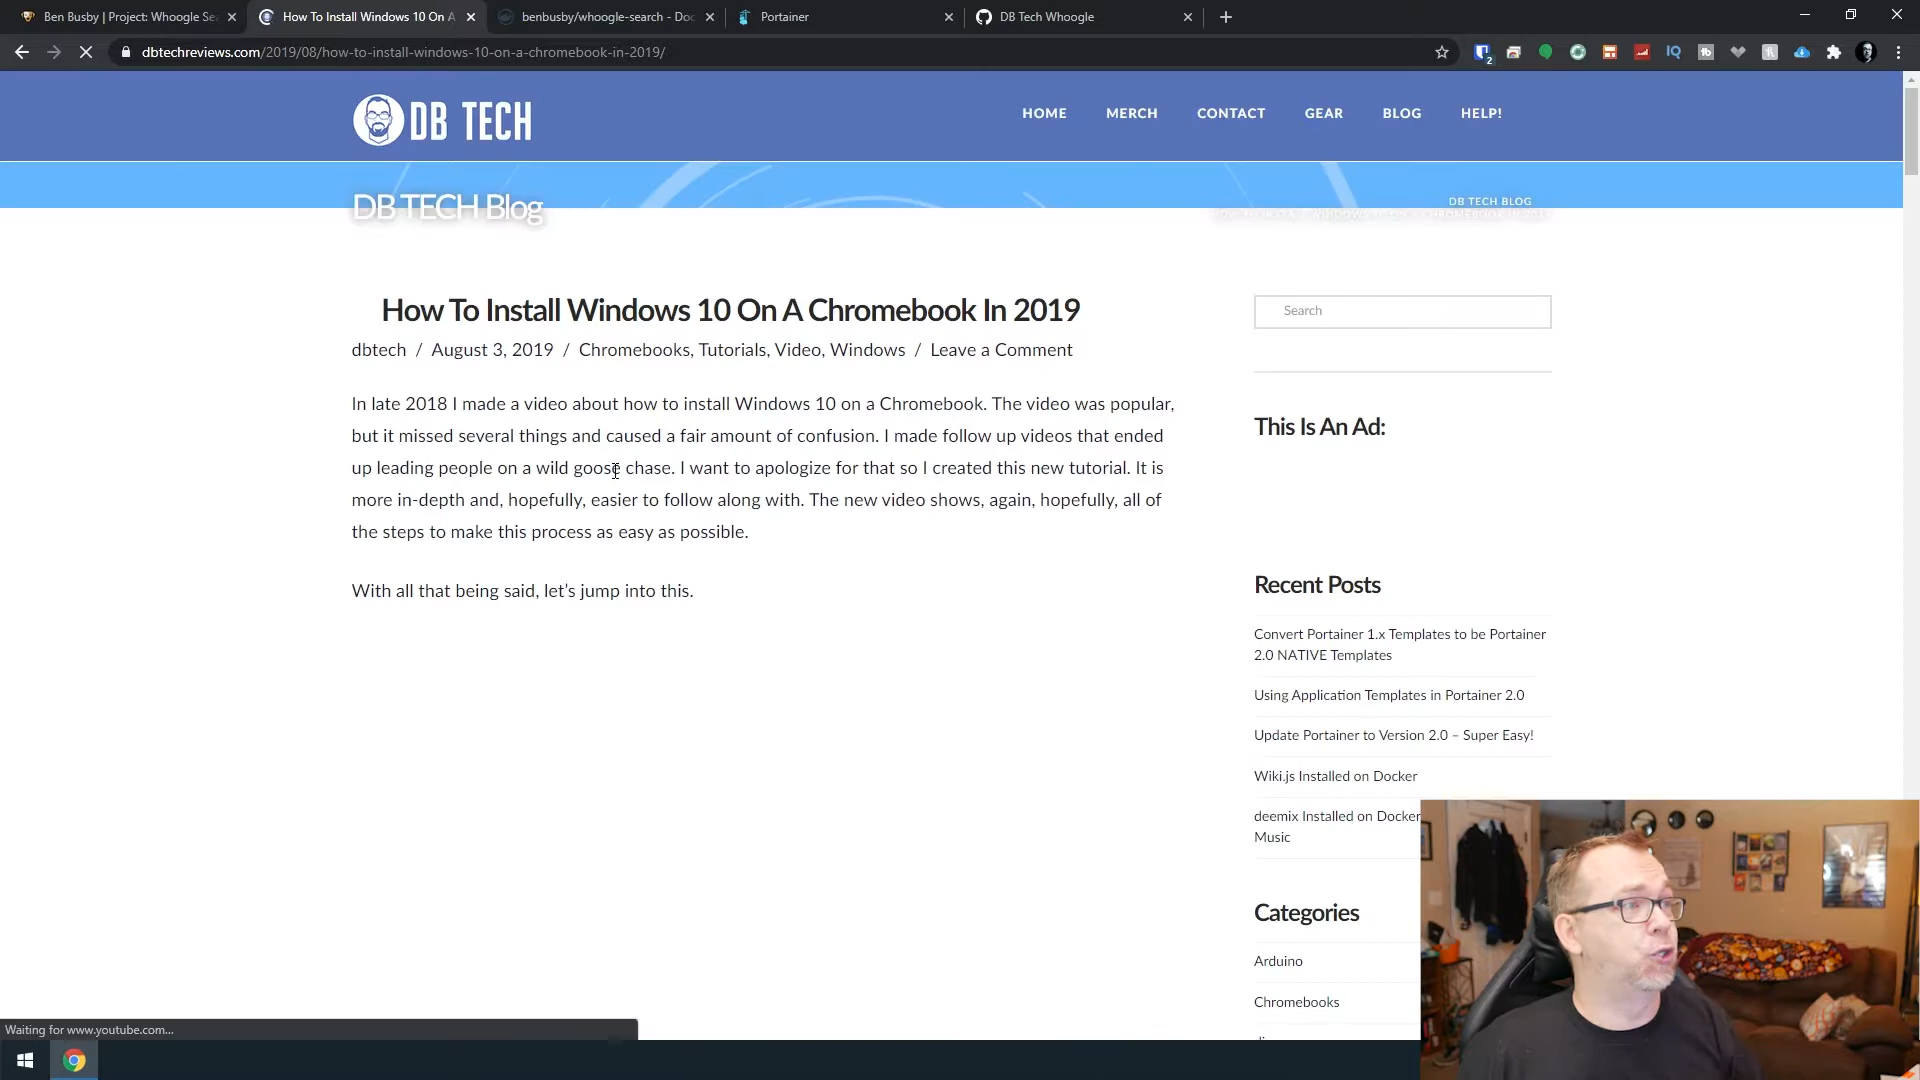 Ben Busby | Project: Whoogle Sea
How To Install Windows 10 On A
benbusby/whoogle-search - Doc
Portainer
DB Tech Whoogle
dbtechreviews.com/2019/08/how-to-install-windows-10-on-a-chromebook-in-2019/
2
IQ
tb
DB TECH
HOME
MERCH
CONTACT
GEAR
BLOG
HELP!
DB TECH Blog
DB TECH BLOG
How To Install Windows 10 On A Chromebook In 2019
Search
dbtech / August 3, 2019 / Chromebooks, Tutorials, Video, Windows / Leave a Comment
In late 2018 I made a video about how to install Windows 10 on a Chromebook. The video was popular,
but it missed several things and caused a fair amount of confusion. I made follow up videos that ended
up leading people on a wild goose chase. I want to apologize for that so I created this new tutorial. It is
more in-depth and, hopefully, easier to follow along with. The new video shows, again, hopefully, all of
the steps to make this process as easy as possible.
With all that being said, let’s jump into this.
This Is An Ad:
Recent Posts
Convert Portainer 1.x Templates to be Portainer
2.0 NATIVE Templates
Using Application Templates in Portainer 2.0
Update Portainer to Version 2.0 – Super Easy!
Wiki.js Installed on Docker
deemix Installed on Docker
Music
Categories
Arduino
Chromebooks
Waiting for www.youtube.com...